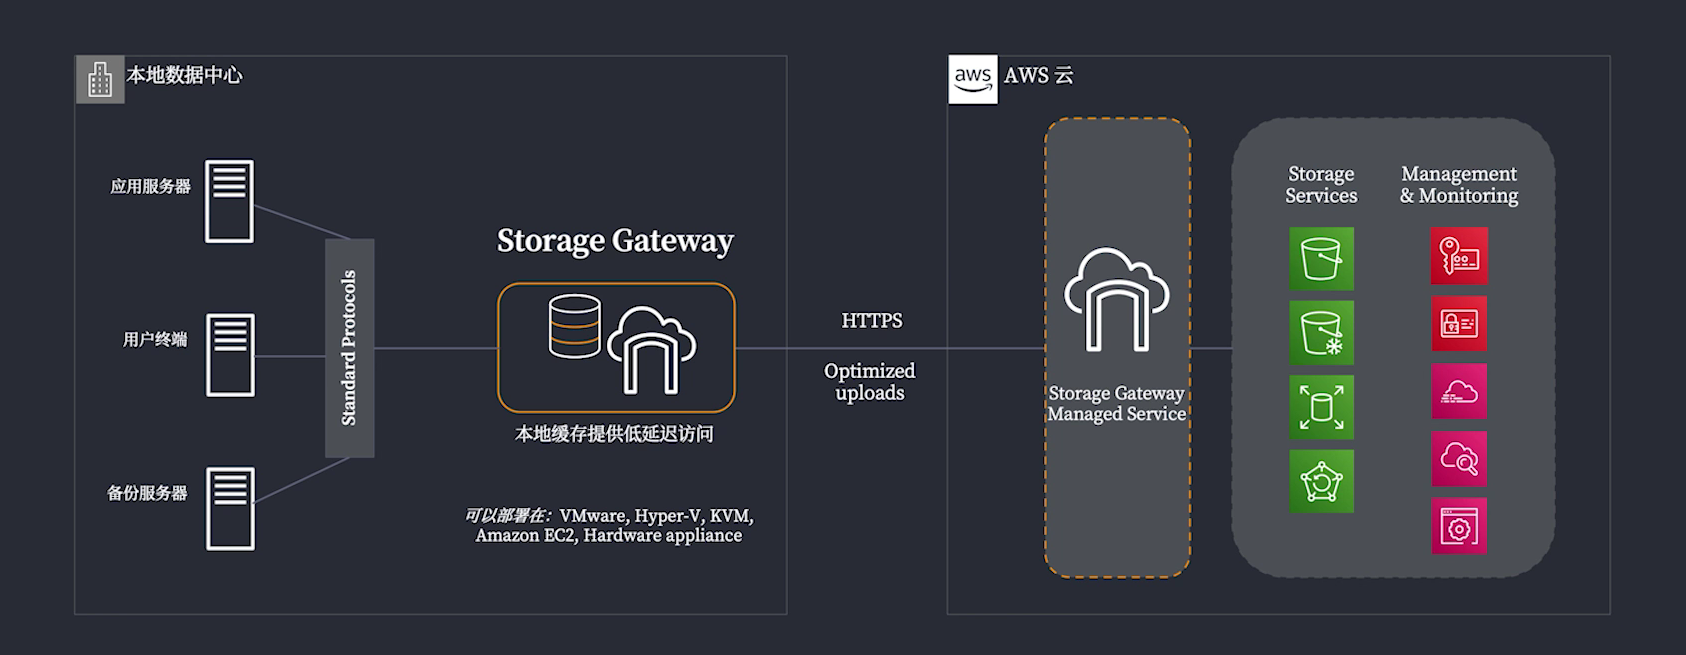 本地数据中心
应用服务器
用户终端
备份服务器
Standard Protocols
Storage Gateway
本地缓存提供低延迟访问
可以部署在：VMware, Hyper-V, KVM,
Amazon EC2, Hardware appliance
HTTPS
Optimized
uploads
aws
AWS 云
Storage Gateway
Managed Service
Storage
Services
Management
& Monitoring